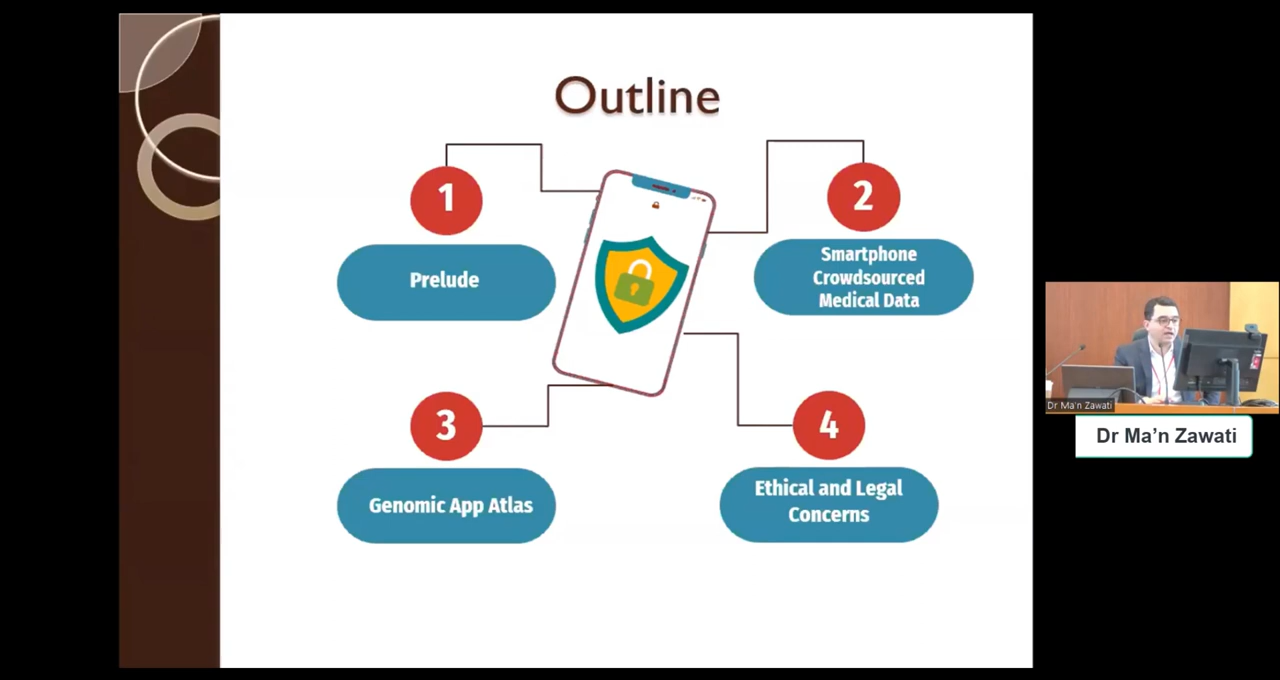 Outline
1
2
Prelude
Smartphone
Crowdsourced
Medical Data
3
4
Genomic App Atlas
Ethical and Legal
Concerns
Dr Ma'n Zawati
Dr Ma’n Zawati